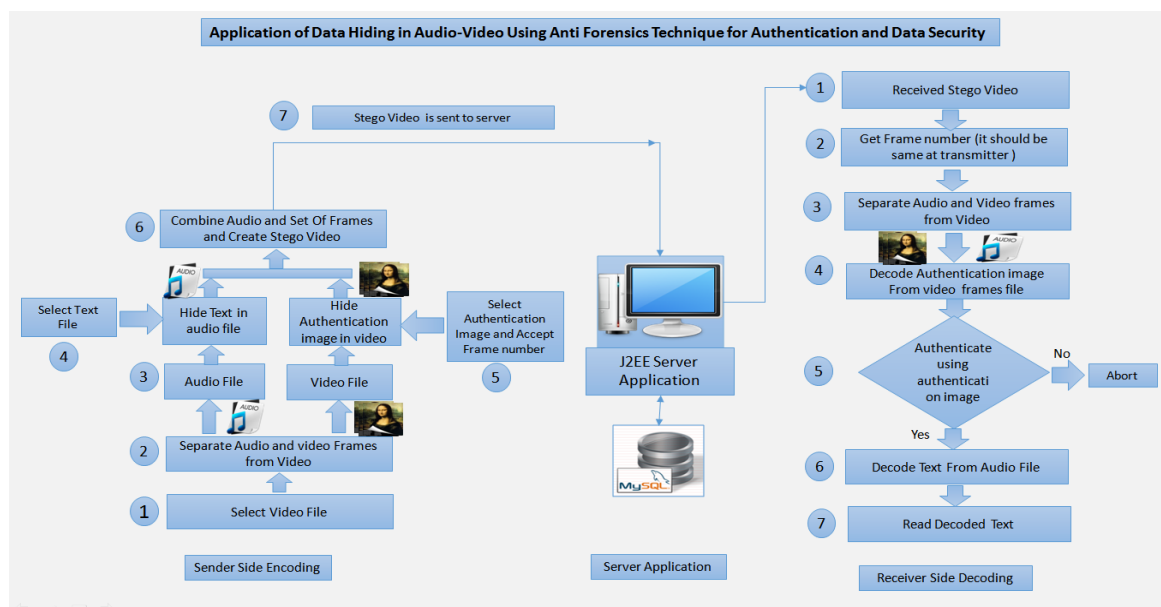 Application of Data Hiding in Audio-Video Using Anti Forensics Technique for Authentication and Data Security
7
Stego Video is sent to server
6
Combine Audio and Set Of Frames
and Create Stego Video
AUDIO
Select Text
File
4
Hide Text in
audio file
Hide
Authentication
image in video
Select
Authentication
Image and Accept
Frame number
5
3
Audio File
Video File
AUDIO
2
Separate Audio and video Frames
from Video
1
Select Video File
Sender Side Encoding
J2EE Server
Application
MySQL
Server Application
1
Received Stego Video
2
Get Frame number (it should be
same at transmitter )
3
Separate Audio and Video frames
from Video
AUDIO
4
Decode Authentication image
From video frames file
5
Authenticate
using
authenticati
on image
No
Abort
Yes
6
Decode Text From Audio File
7
Read Decoded Text
Receiver Side Decoding